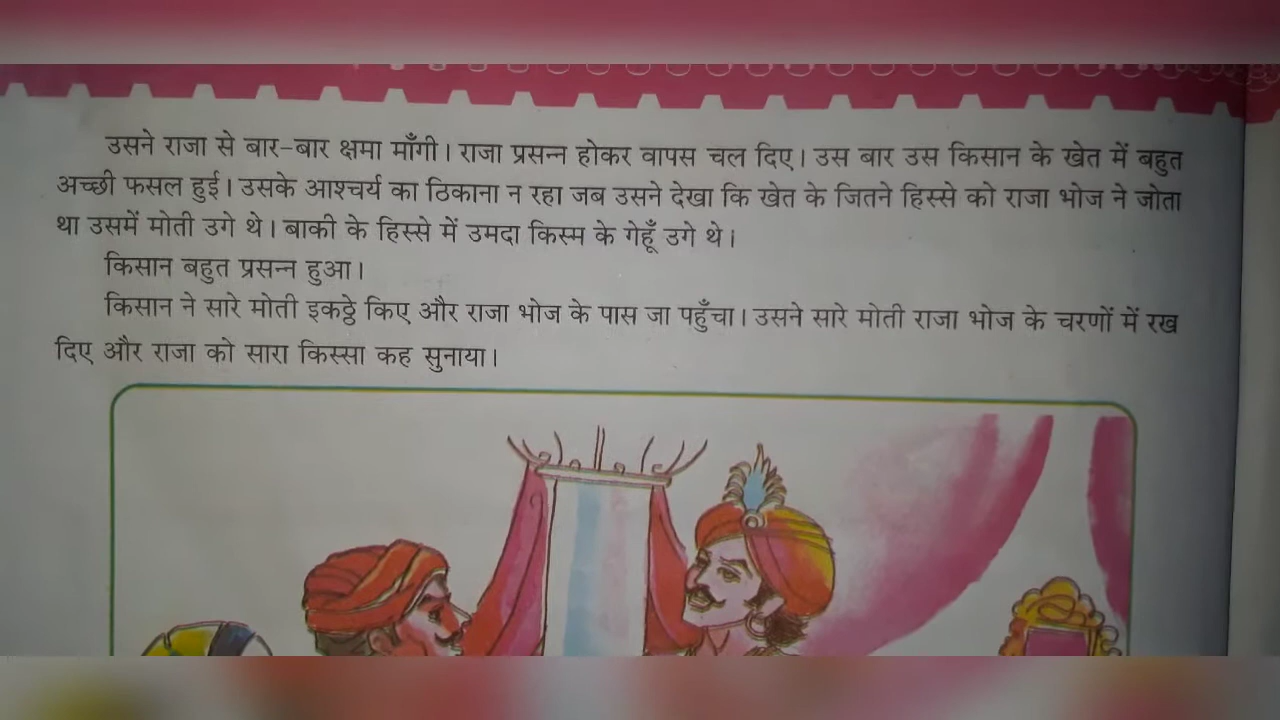 उसने राजा से बार-बार क्षमा माँगी। राजा प्रसन्न होकर वापस चल दिए। उस बार उस किसान के खेत में बहुत
अच्छी फसल हुई। उसके आश्चर्य का ठिकाना न रहा जब उसने देखा कि खेत के जितने हिस्से को राजा भोज ने जोता
था उसमें मोती उगे थे। बाकी के हिस्से में उमदा किस्म के गेहूँ उगे थे।
किसान बहुत प्रसन्न हुआ।
किसान ने सारे मोती इकठ्ठे किए और राजा भोज के पास जा पहुँचा। उसने सारे मोती राजा भोज के चरणों में रख
दिए और राजा को सारा किस्सा कह सुनाया।